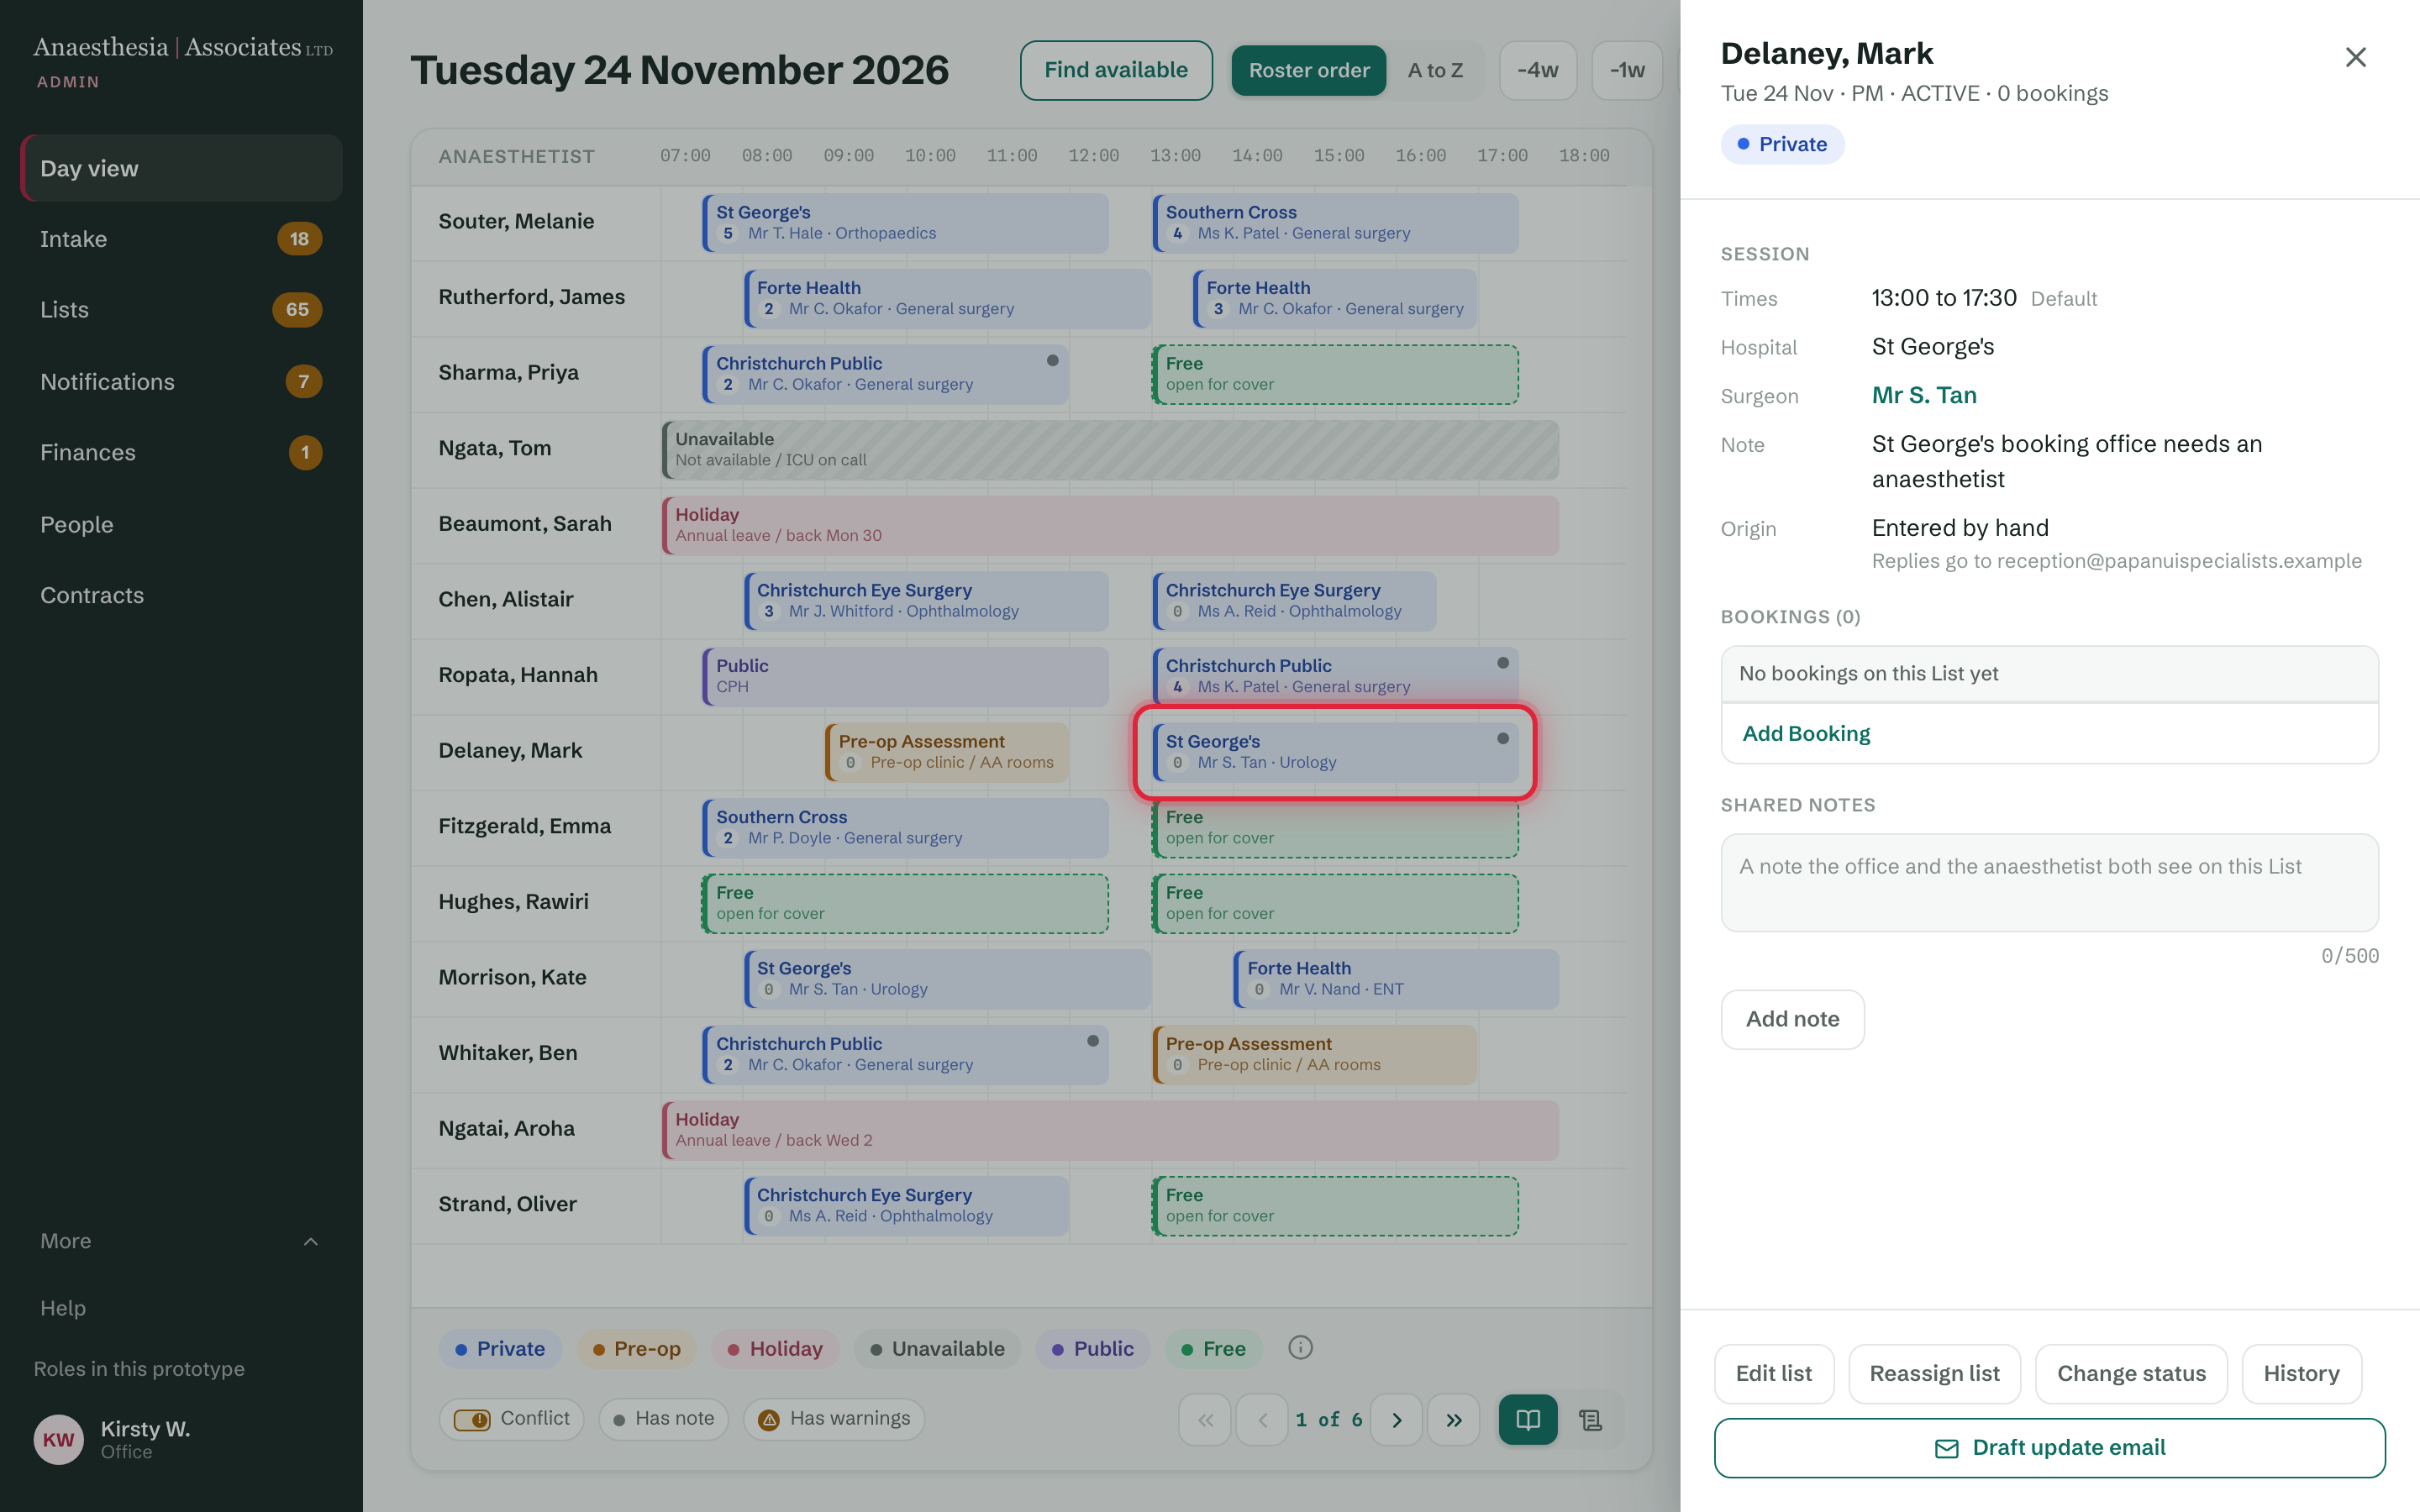 Anaesthesia | Associates LTD
ADMIN
Day view
Intake 18
Lists 65
Notifications 7
Finances 1
People
Contracts
More
Help
Roles in this prototype
KW
Kirsty W.
Office
Tuesday 24 November 2026
Find available
Roster order
A to Z
-4w
-1w
ANAESTHETIST 07:00 08:00 09:00 10:00 11:00 12:00 13:00 14:00 15:00 16:00 17:00 18:00
Souter, Melanie
St George's
5 Mr T. Hale · Orthopaedics
Southern Cross
4 Ms K. Patel · General surgery
Rutherford, James
Forte Health
2 Mr C. Okafor · General surgery
Forte Health
3 Mr C. Okafor · General surgery
Sharma, Priya
Christchurch Public
2 Mr C. Okafor · General surgery
Free
open for cover
Ngata, Tom
Unavailable
Not available / ICU on call
Beaumont, Sarah
Holiday
Annual leave / back Mon 30
Chen, Alistair
Christchurch Eye Surgery
3 Mr J. Whitford · Ophthalmology
Christchurch Eye Surgery
0 Ms A. Reid · Ophthalmology
Ropata, Hannah
Public
CPH
Christchurch Public
4 Ms K. Patel · General surgery
Delaney, Mark
Pre-op Assessment
0 Pre-op clinic / AA rooms
St George's
0 Mr S. Tan · Urology
Fitzgerald, Emma
Southern Cross
2 Mr P. Doyle · General surgery
Free
open for cover
Hughes, Rawiri
Free
open for cover
Free
open for cover
Morrison, Kate
St George's
0 Mr S. Tan · Urology
Forte Health
0 Mr V. Nand · ENT
Whitaker, Ben
Christchurch Public
2 Mr C. Okafor · General surgery
Pre-op Assessment
0 Pre-op clinic / AA rooms
Ngatai, Aroha
Holiday
Annual leave / back Wed 2
Strand, Oliver
Christchurch Eye Surgery
0 Ms A. Reid · Ophthalmology
Free
open for cover
Private
Pre-op
Holiday
Unavailable
Public
Free
Conflict
Has note
Has warnings
1 of 6
Delaney, Mark
Tue 24 Nov · PM · ACTIVE · 0 bookings
Private
SESSION
Times 13:00 to 17:30 Default
Hospital St George's
Surgeon Mr S. Tan
Note St George's booking office needs an
anaesthetist
Origin Entered by hand
Replies go to reception@papanuispecialists.example
BOOKINGS (0)
No bookings on this List yet
Add Booking
SHARED NOTES
A note the office and the anaesthetist both see on this List
0/500
Add note
Edit list
Reassign list
Change status
History
Draft update email